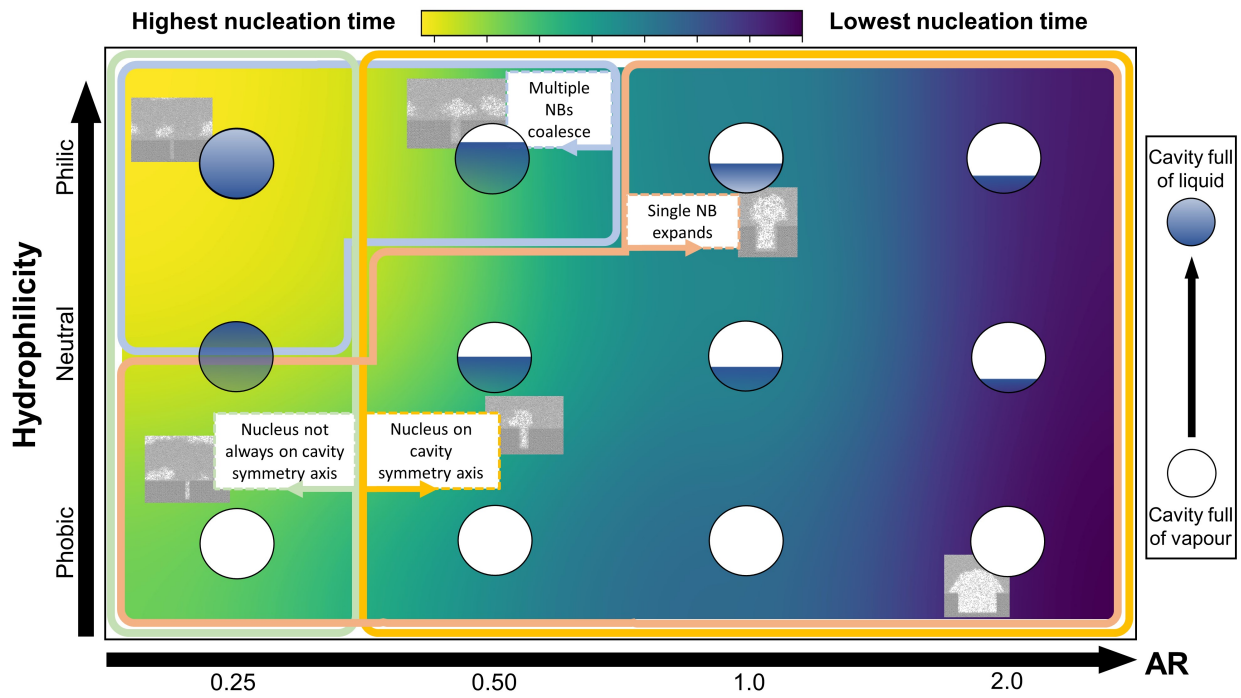 Highest nucleation time
Lowest nucleation time
Hydrophilicity
Philic
Neutral
Phobic
Multiple
NBs
coalesce
Single NB
expands
Nucleus not
always on cavity
symmetry axis
Nucleus on
cavity
symmetry axis
Cavity full
of liquid
Cavity full
of vapour
0.25
0.50
1.0
2.0
AR